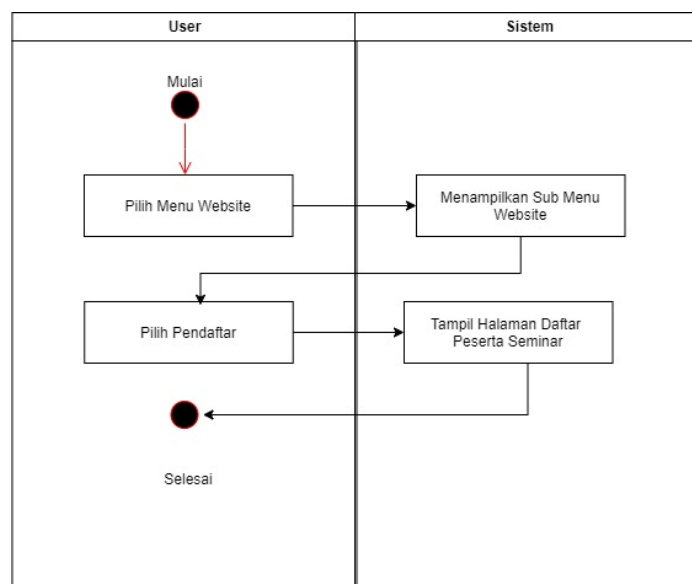 User
Sistem
Mulai
Pilih Menu Website
Menampilkan Sub Menu
Website
Pilih Pendaftar
Tampil Halaman Daftar
Peserta Seminar
Selesai